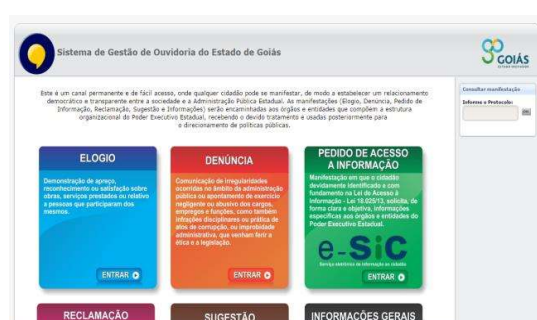 Sistema de Gestão de Ouvidoria do Estado de Goiás
GOIÁS
Este é um canal permanente e de fácil acesso, onde qualquer cidadão pode se manifestar, de modo a estabelecer um relacionamento
democrático e transparente entre a sociedade e a Administração Pública Estadual. As manifestações (Elogio, Denúncia, Pedido de
Informação, Reclamação, Sugestão e Informações) serão encaminhadas aos órgãos e entidades que compõem a estrutura
organizacional do Poder Executivo Estadual, recebendo o devido tratamento e usadas posteriormente para
o direcionamento de políticas públicas.
Consultar manifestação
Informe o Protocolo:
ELOGIO
Demonstração de apreço,
reconhecimento ou satisfação sobre
obras, serviços prestados ou relativo
a pessoas que participaram dos
mesmos.
ENTRAR
DENÚNCIA
Comunicação de irregularidades
ocorridas no âmbito da administração
pública ou apontamento de exercício
negligente ou abusivo dos cargos,
empregos e funções, como também
infrações disciplinares ou prática de
atos de corrupção, ou improbidade
administrativa, que venham ferir a
ética e a legislação.
ENTRAR
PEDIDO DE ACESSO
A INFORMAÇÃO
Manifestação em que o cidadão
devidamente identificado e com
fundamento na Lei de Acesso à
Informação - Lei 18.025/13, solicita, de
forma clara e objetiva, informações
específicas aos órgãos e entidades do
Poder Executivo Estadual.
e-SiC
Serviço eletrônico de informação ao cidadão
ENTRAR
RECLAMAÇÃO
SUGESTÃO
INFORMAÇÕES GERAIS